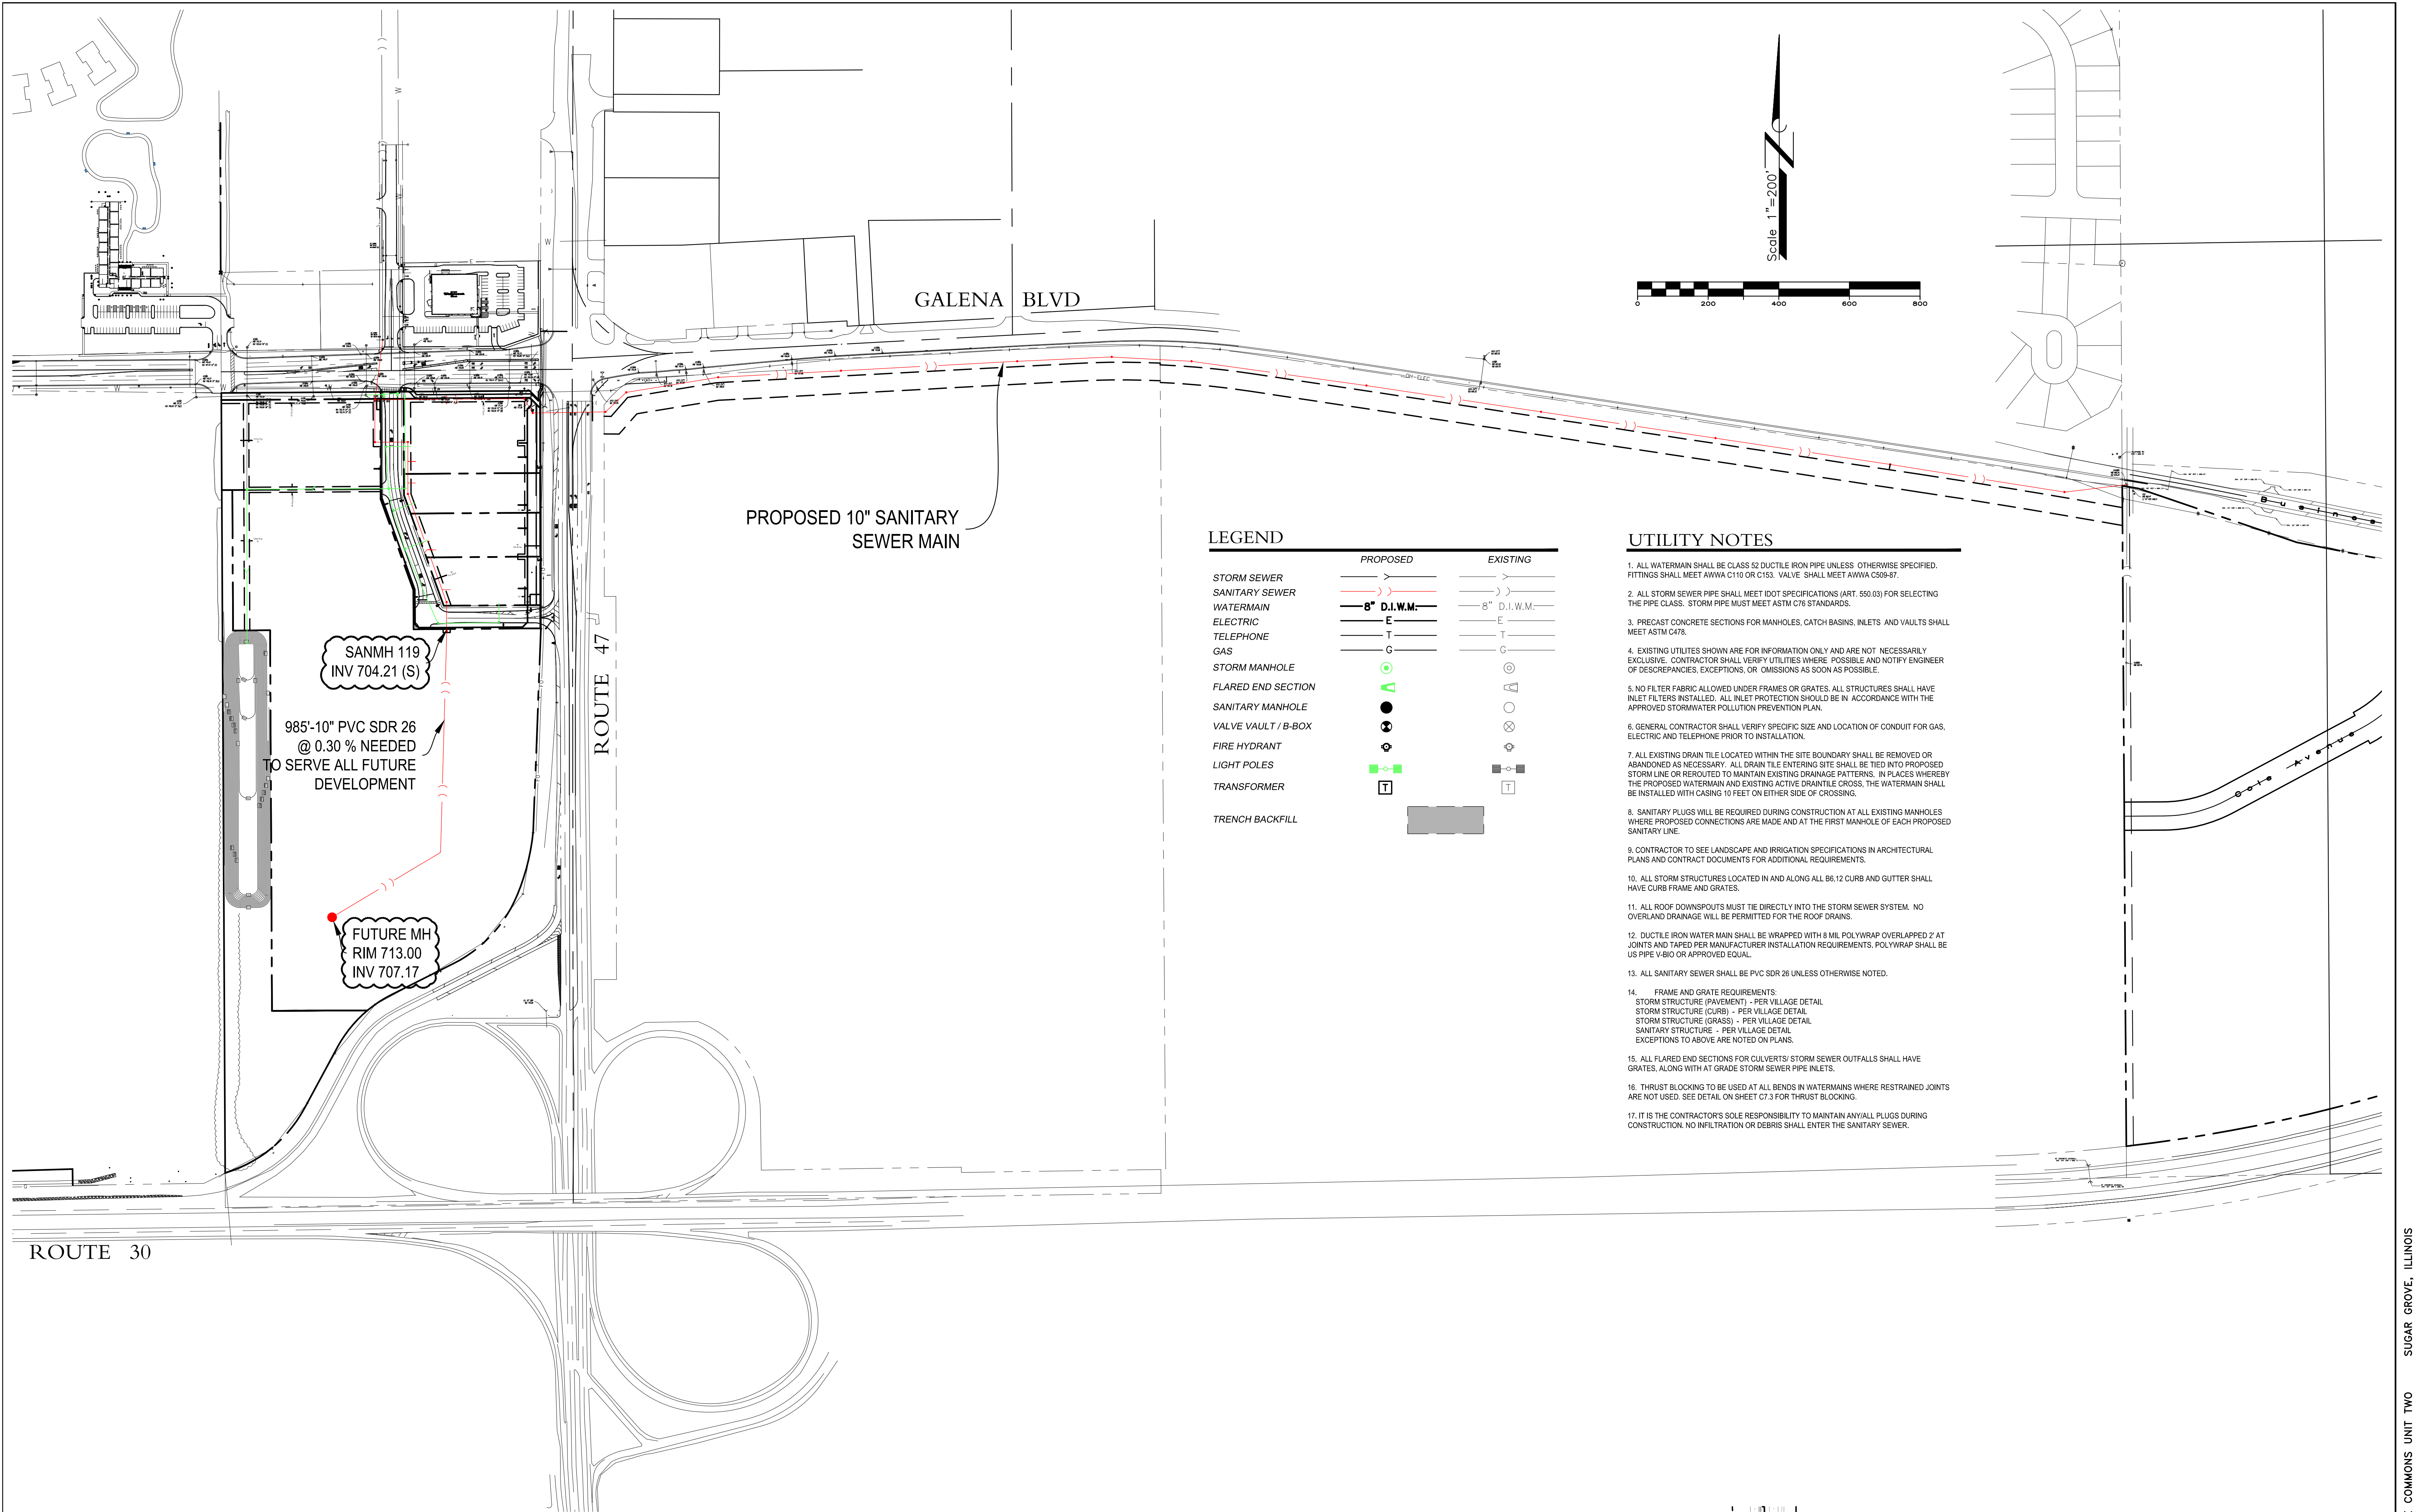 GALENA BLVD
Scale 1"=200'
0 200 400 600 800
OH ELEC
PROPOSED 10" SANITARY
SEWER MAIN
SANMH 119
INV 704.21 (S)
985'-10" PVC SDR 26
@ 0.30 % NEEDED
TO SERVE ALL FUTURE
DEVELOPMENT
FUTURE MH
RIM 713.00
INV 707.17
ROUTE 47
ROUTE 30
LEGEND
PROPOSED EXISTING
STORM SEWER
SANITARY SEWER
WATERMAIN 8" D.I.W.M. 8" D.I.W.M.
ELECTRIC E E
TELEPHONE T T
GAS G G
STORM MANHOLE
FLARED END SECTION
SANITARY MANHOLE
VALVE VAULT / B-BOX
FIRE HYDRANT
LIGHT POLES
TRANSFORMER T T
TRENCH BACKFILL
UTILITY NOTES
1. ALL WATERMAIN SHALL BE CLASS 52 DUCTILE IRON PIPE UNLESS OTHERWISE SPECIFIED.
FITTINGS SHALL MEET AWWA C110 OR C153. VALVE SHALL MEET AWWA C509-87.
2. ALL STORM SEWER PIPE SHALL MEET IDOT SPECIFICATIONS (ART. 550.03) FOR SELECTING
THE PIPE CLASS. STORM PIPE MUST MEET ASTM C76 STANDARDS.
3. PRECAST CONCRETE SECTIONS FOR MANHOLES, CATCH BASINS, INLETS AND VAULTS SHALL
MEET ASTM C478.
4. EXISTING UTILITES SHOWN ARE FOR INFORMATION ONLY AND ARE NOT NECESSARILY
EXCLUSIVE. CONTRACTOR SHALL VERIFY UTILITIES WHERE POSSIBLE AND NOTIFY ENGINEER
OF DESCREPANCIES, EXCEPTIONS, OR OMISSIONS AS SOON AS POSSIBLE.
5. NO FILTER FABRIC ALLOWED UNDER FRAMES OR GRATES. ALL STRUCTURES SHALL HAVE
INLET FILTERS INSTALLED. ALL INLET PROTECTION SHOULD BE IN ACCORDANCE WITH THE
APPROVED STORMWATER POLLUTION PREVENTION PLAN.
6. GENERAL CONTRACTOR SHALL VERIFY SPECIFIC SIZE AND LOCATION OF CONDUIT FOR GAS,
ELECTRIC AND TELEPHONE PRIOR TO INSTALLATION.
7. ALL EXISTING DRAIN TILE LOCATED WITHIN THE SITE BOUNDARY SHALL BE REMOVED OR
ABANDONED AS NECESSARY. ALL DRAIN TILE ENTERING SITE SHALL BE TIED INTO PROPOSED
STORM LINE OR REROUTED TO MAINTAIN EXISTING DRAINAGE PATTERNS. IN PLACES WHEREBY
THE PROPOSED WATERMAIN AND EXISTING ACTIVE DRAINTILE CROSS, THE WATERMAIN SHALL
BE INSTALLED WITH CASING 10 FEET ON EITHER SIDE OF CROSSING.
8. SANITARY PLUGS WILL BE REQUIRED DURING CONSTRUCTION AT ALL EXISTING MANHOLES
WHERE PROPOSED CONNECTIONS ARE MADE AND AT THE FIRST MANHOLE OF EACH PROPOSED
SANITARY LINE.
9. CONTRACTOR TO SEE LANDSCAPE AND IRRIGATION SPECIFICATIONS IN ARCHITECTURAL
PLANS AND CONTRACT DOCUMENTS FOR ADDITIONAL REQUIREMENTS.
10. ALL STORM STRUCTURES LOCATED IN AND ALONG ALL B6.12 CURB AND GUTTER SHALL
HAVE CURB FRAME AND GRATES.
11. ALL ROOF DOWNSPOUTS MUST TIE DIRECTLY INTO THE STORM SEWER SYSTEM. NO
OVERLAND DRAINAGE WILL BE PERMITTED FOR THE ROOF DRAINS.
12. DUCTILE IRON WATER MAIN SHALL BE WRAPPED WITH 8 MIL POLYWRAP OVERLAPPED 2' AT
JOINTS AND TAPED PER MANUFACTURER INSTALLATION REQUIREMENTS. POLYWRAP SHALL BE
US PIPE V-BIO OR APPROVED EQUAL.
13. ALL SANITARY SEWER SHALL BE PVC SDR 26 UNLESS OTHERWISE NOTED.
14. FRAME AND GRATE REQUIREMENTS:
STORM STRUCTURE (PAVEMENT) - PER VILLAGE DETAIL
STORM STRUCTURE (CURB) - PER VILLAGE DETAIL
STORM STRUCTURE (GRASS) - PER VILLAGE DETAIL
SANITARY STRUCTURE - PER VILLAGE DETAIL
EXCEPTIONS TO ABOVE ARE NOTED ON PLANS.
15. ALL FLARED END SECTIONS FOR CULVERTS/ STORM SEWER OUTFALLS SHALL HAVE
GRATES, ALONG WITH AT GRADE STORM SEWER PIPE INLETS.
16. THRUST BLOCKING TO BE USED AT ALL BENDS IN WATERMAINS WHERE RESTRAINED JOINTS
ARE NOT USED. SEE DETAIL ON SHEET C7.3 FOR THRUST BLOCKING.
17. IT IS THE CONTRACTOR'S SOLE RESPONSIBILITY TO MAINTAIN ANY/ALL PLUGS DURING
CONSTRUCTION. NO INFILTRATION OR DEBRIS SHALL ENTER THE SANITARY SEWER.
COMMONS UNIT TWO SUGAR GROVE, ILLINOIS